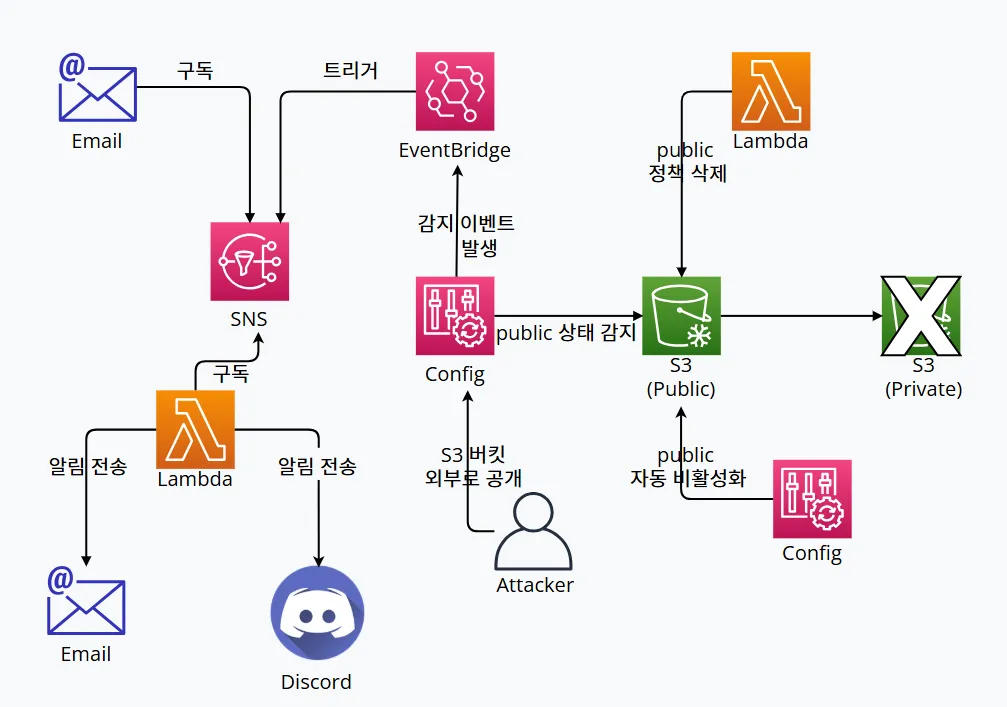 구독
트리거
@
Email
EventBridge
Lambda
public
정책 삭제
감지 이벤트
발생
SNS
public 상태 감지
Config
S3
(Public)
S3
(Private)
구독
알림 전송
Lambda
알림 전송
S3 버킷
외부로 공개
public
자동 비활성화
Attacker
Config
@
Email
Discord